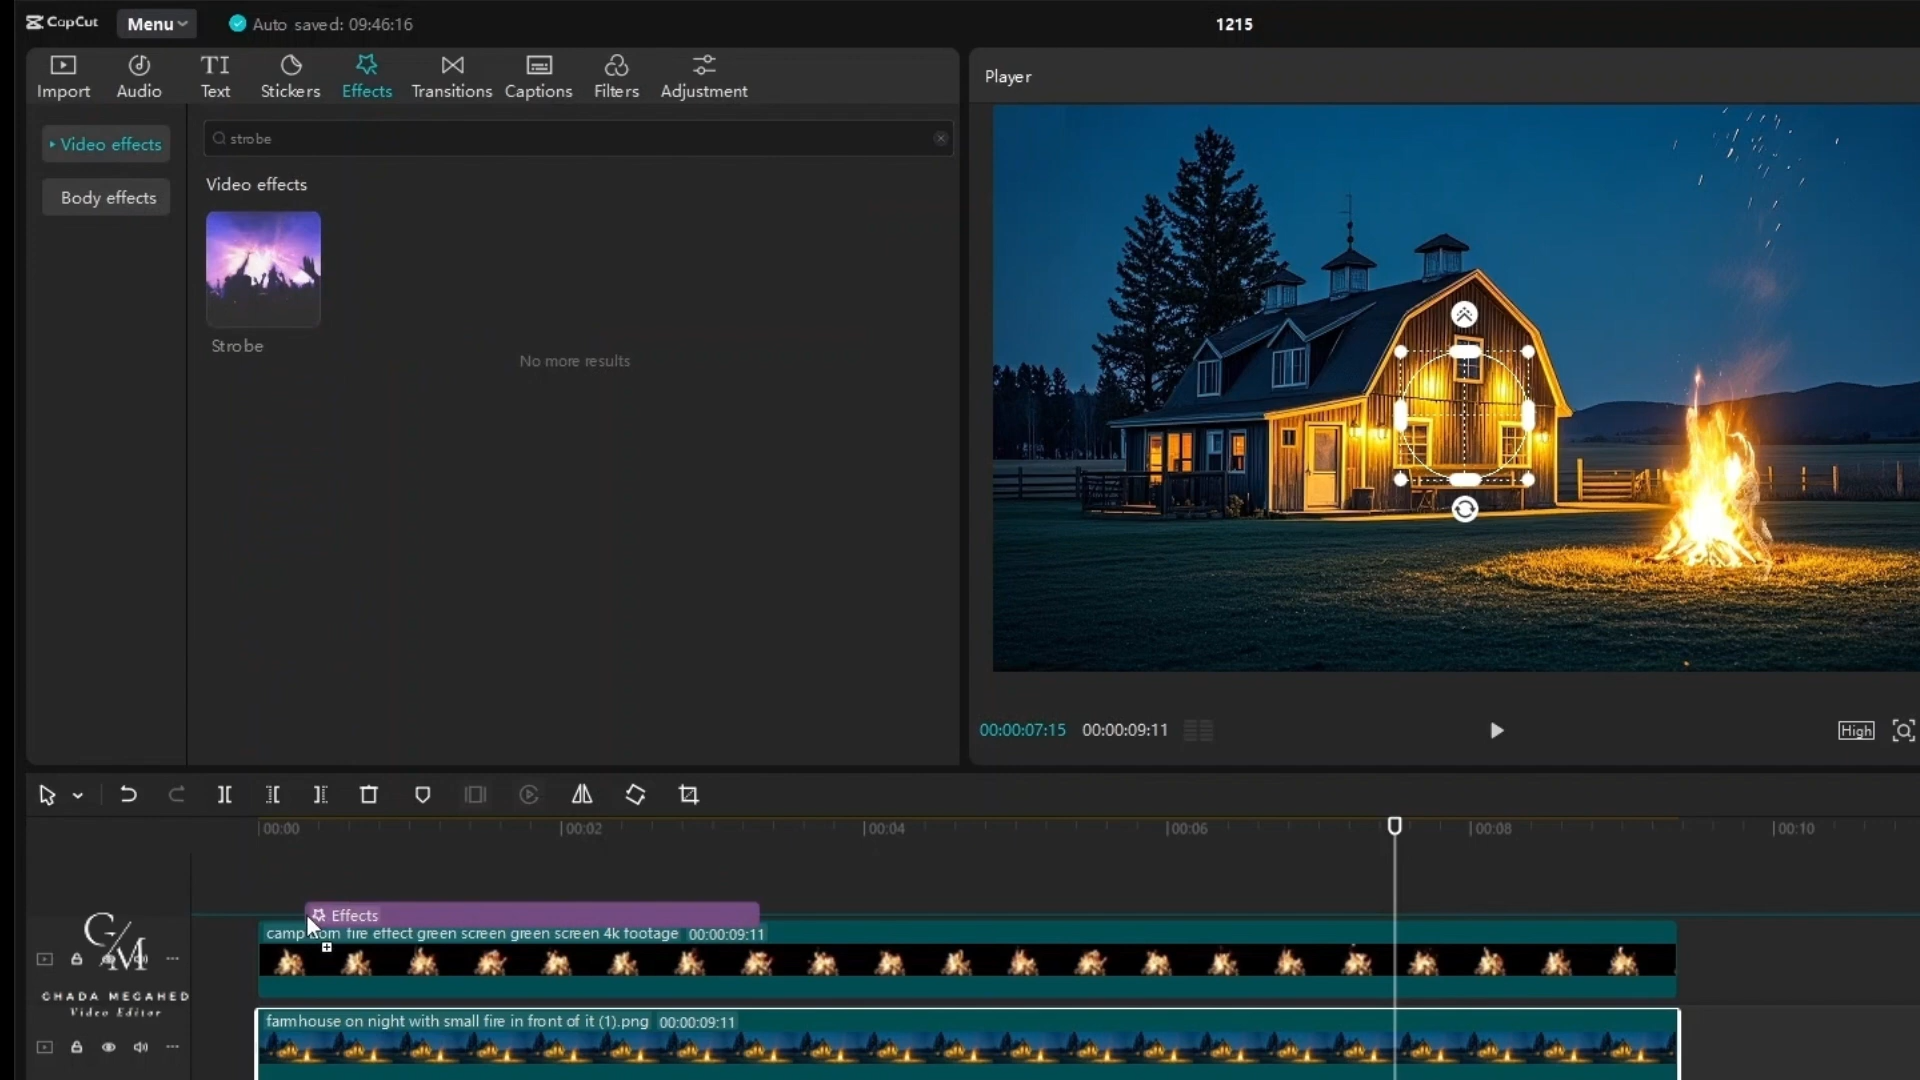 CapCut
Menu
Auto saved: 09:46:16
1215
Import
Audio
TI
Text
Stickers
Effects
Transitions
Captions
Filters
Adjustment
Player
Video effects
Body effects
strobe
Video effects
Strobe
No more results
00:00:07:15 00:00:09:11
High
00:00
00:02
00:04
00:06
00:08
00:10
Effects
fire effect green screen green screen 4k footage 00:00:09:11
G/M
GHADA MEGAHED
Video Editor
farmhouse on night with small fire in front of it (1).png 00:00:09:11